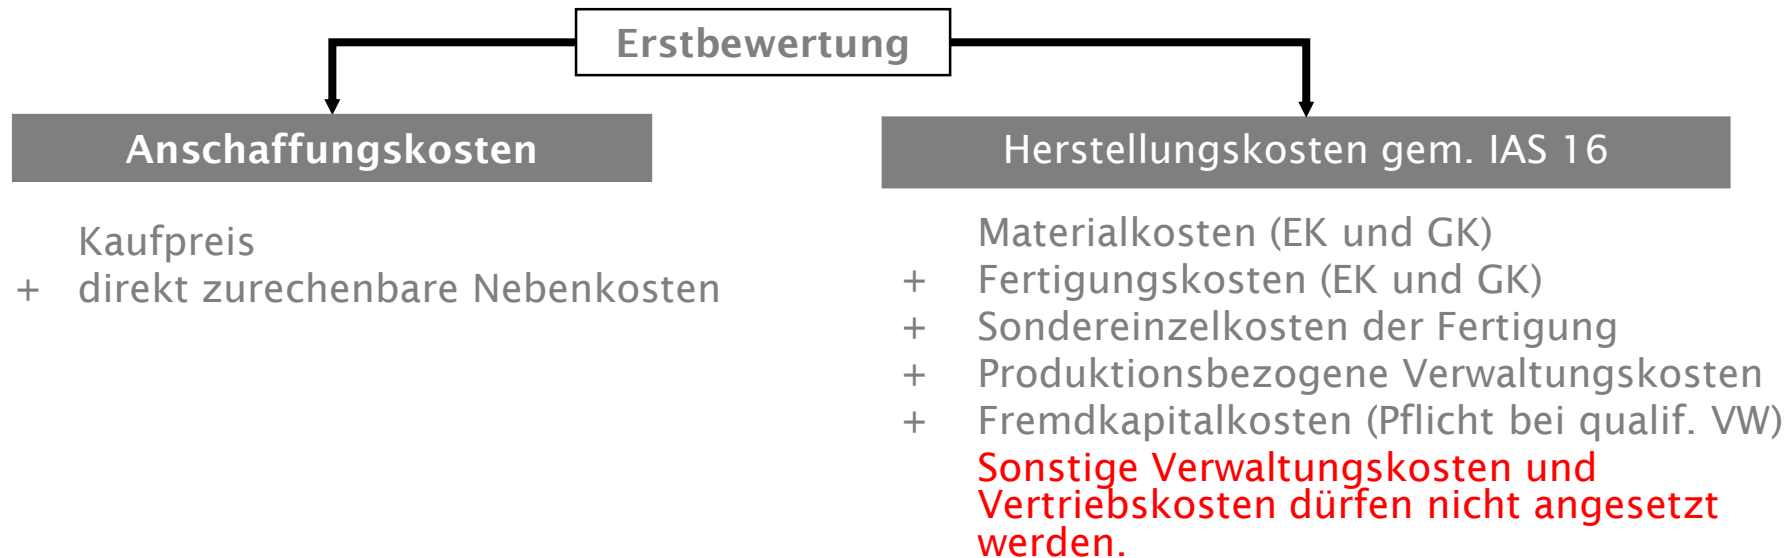 Erstbewertung
Anschaffungskosten
Kaufpreis
+ direkt zurechenbare Nebenkosten
Herstellungskosten gem. IAS 16
Materialkosten (EK und GK)
+ Fertigungskosten (EK und GK)
+ Sondereinzelkosten der Fertigung
+ Produktionsbezogene Verwaltungskosten
+ Fremdkapitalkosten (Pflicht bei qualif. VW)
Sonstige Verwaltungskosten und
Vertriebskosten dürfen nicht angesetzt
werden.